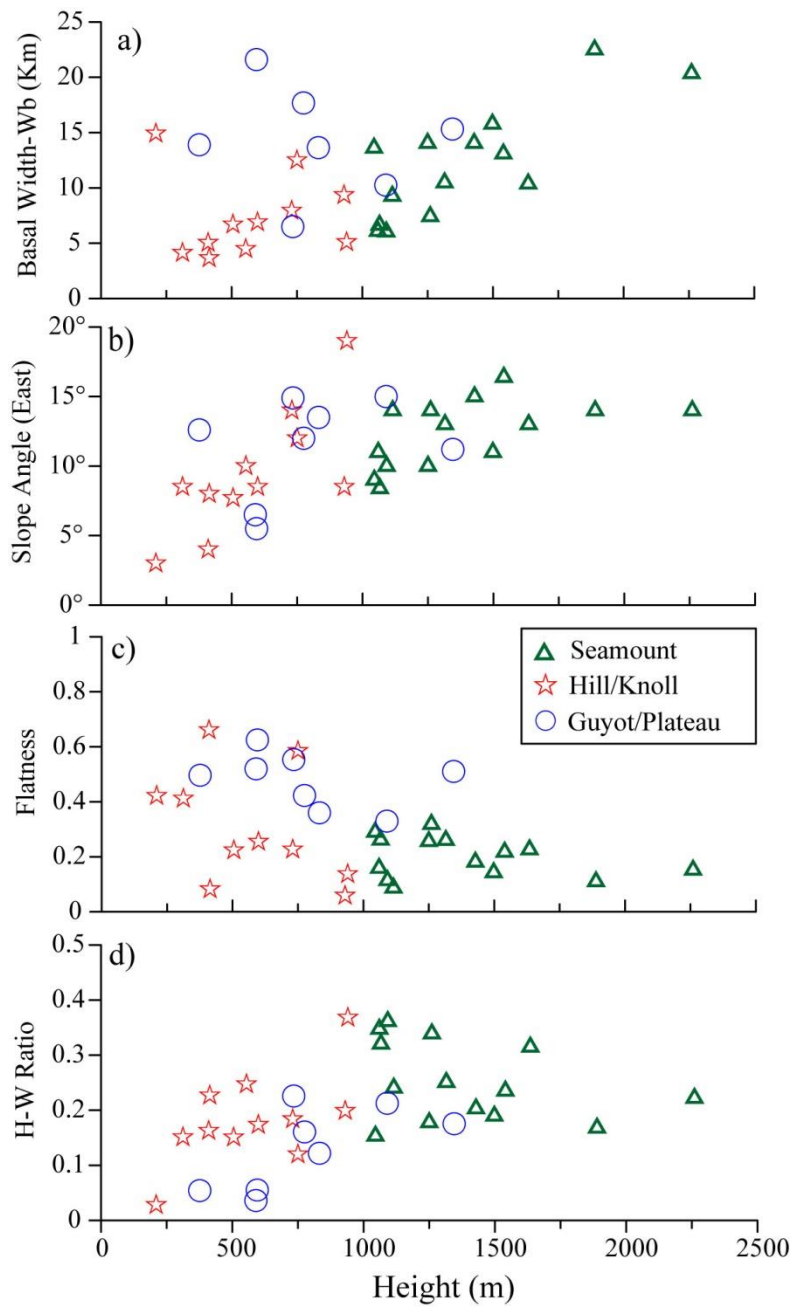 a)
Basal Width-Wb (Km)
25
20
15
10
5
0
b)
Slope Angle (East)
20°
15°
10°
5°
0°
c)
Flatness
1
0.8
0.6
0.4
0.2
0
Seamount
Hill/Knoll
Guyot/Plateau
d)
H-W Ratio
0.5
0.4
0.3
0.2
0.1
0
0 500 1000 1500 2000 2500
Height (m)